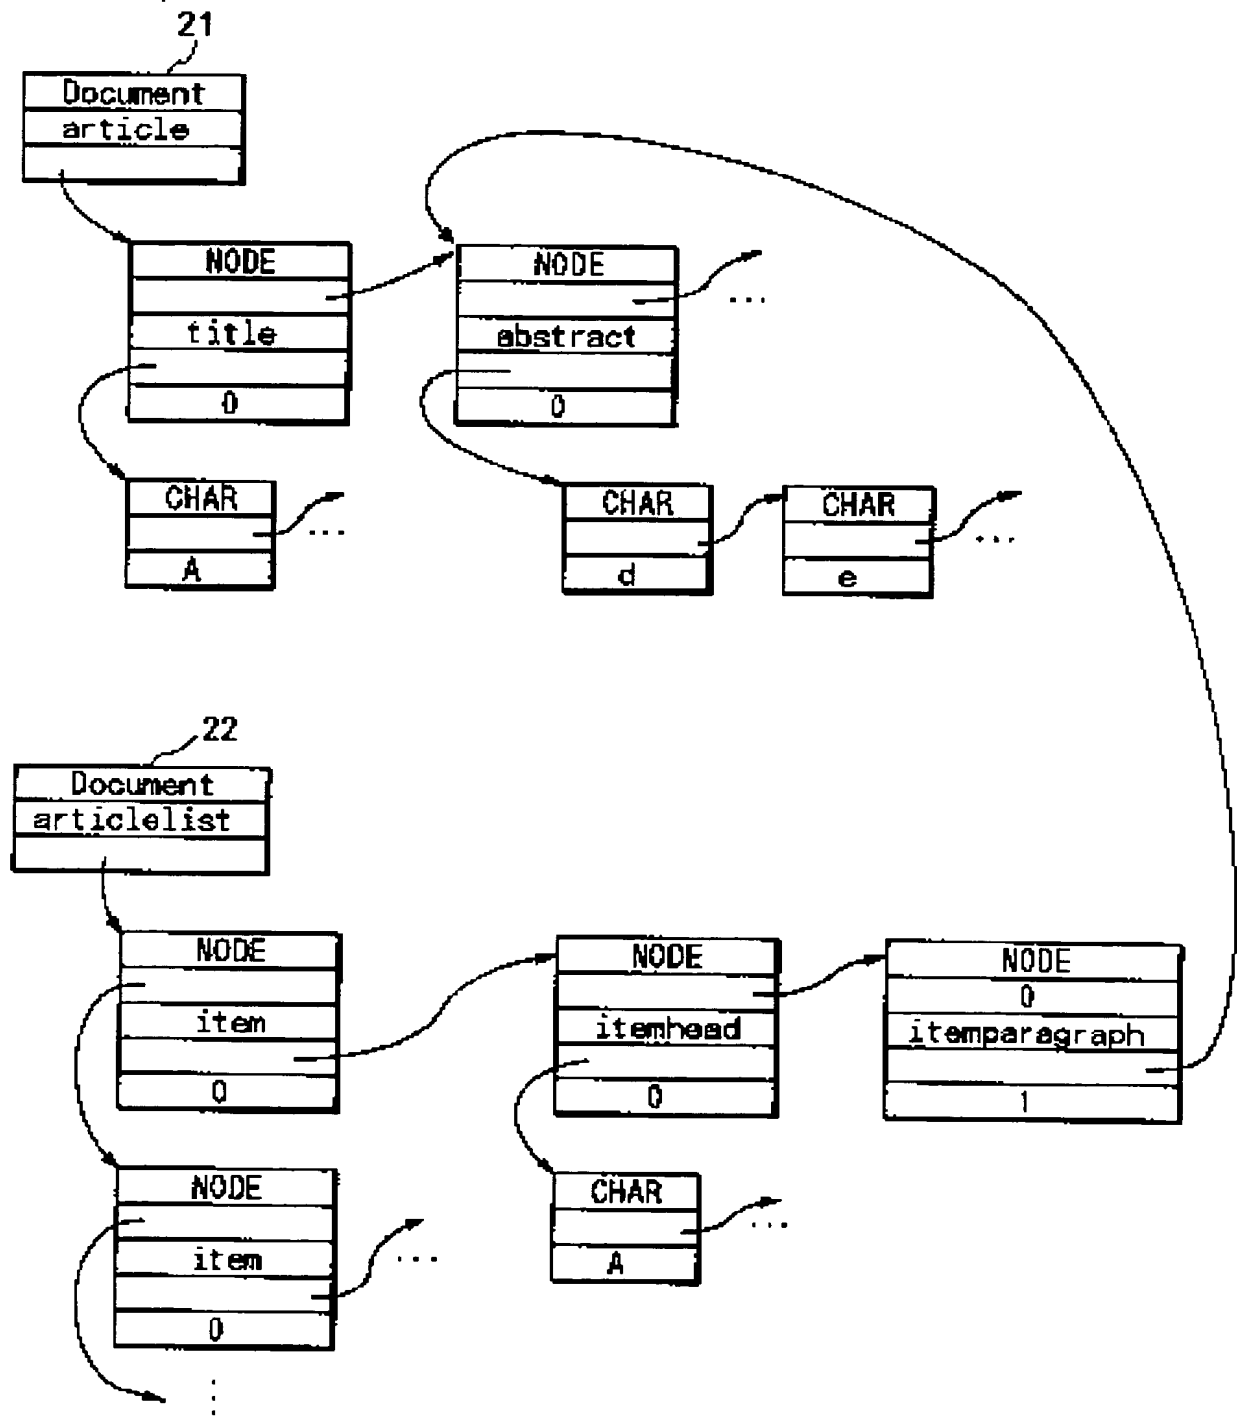 21
Document
article
NODE
title
0
NODE
abstract
0
...
CHAR
A
...
CHAR
d
CHAR
e
...
22
Document
articlelist
NODE
item
0
NODE
itemhead
0
NODE
0
itemparagraph
1
NODE
item
0
...
CHAR
A
...